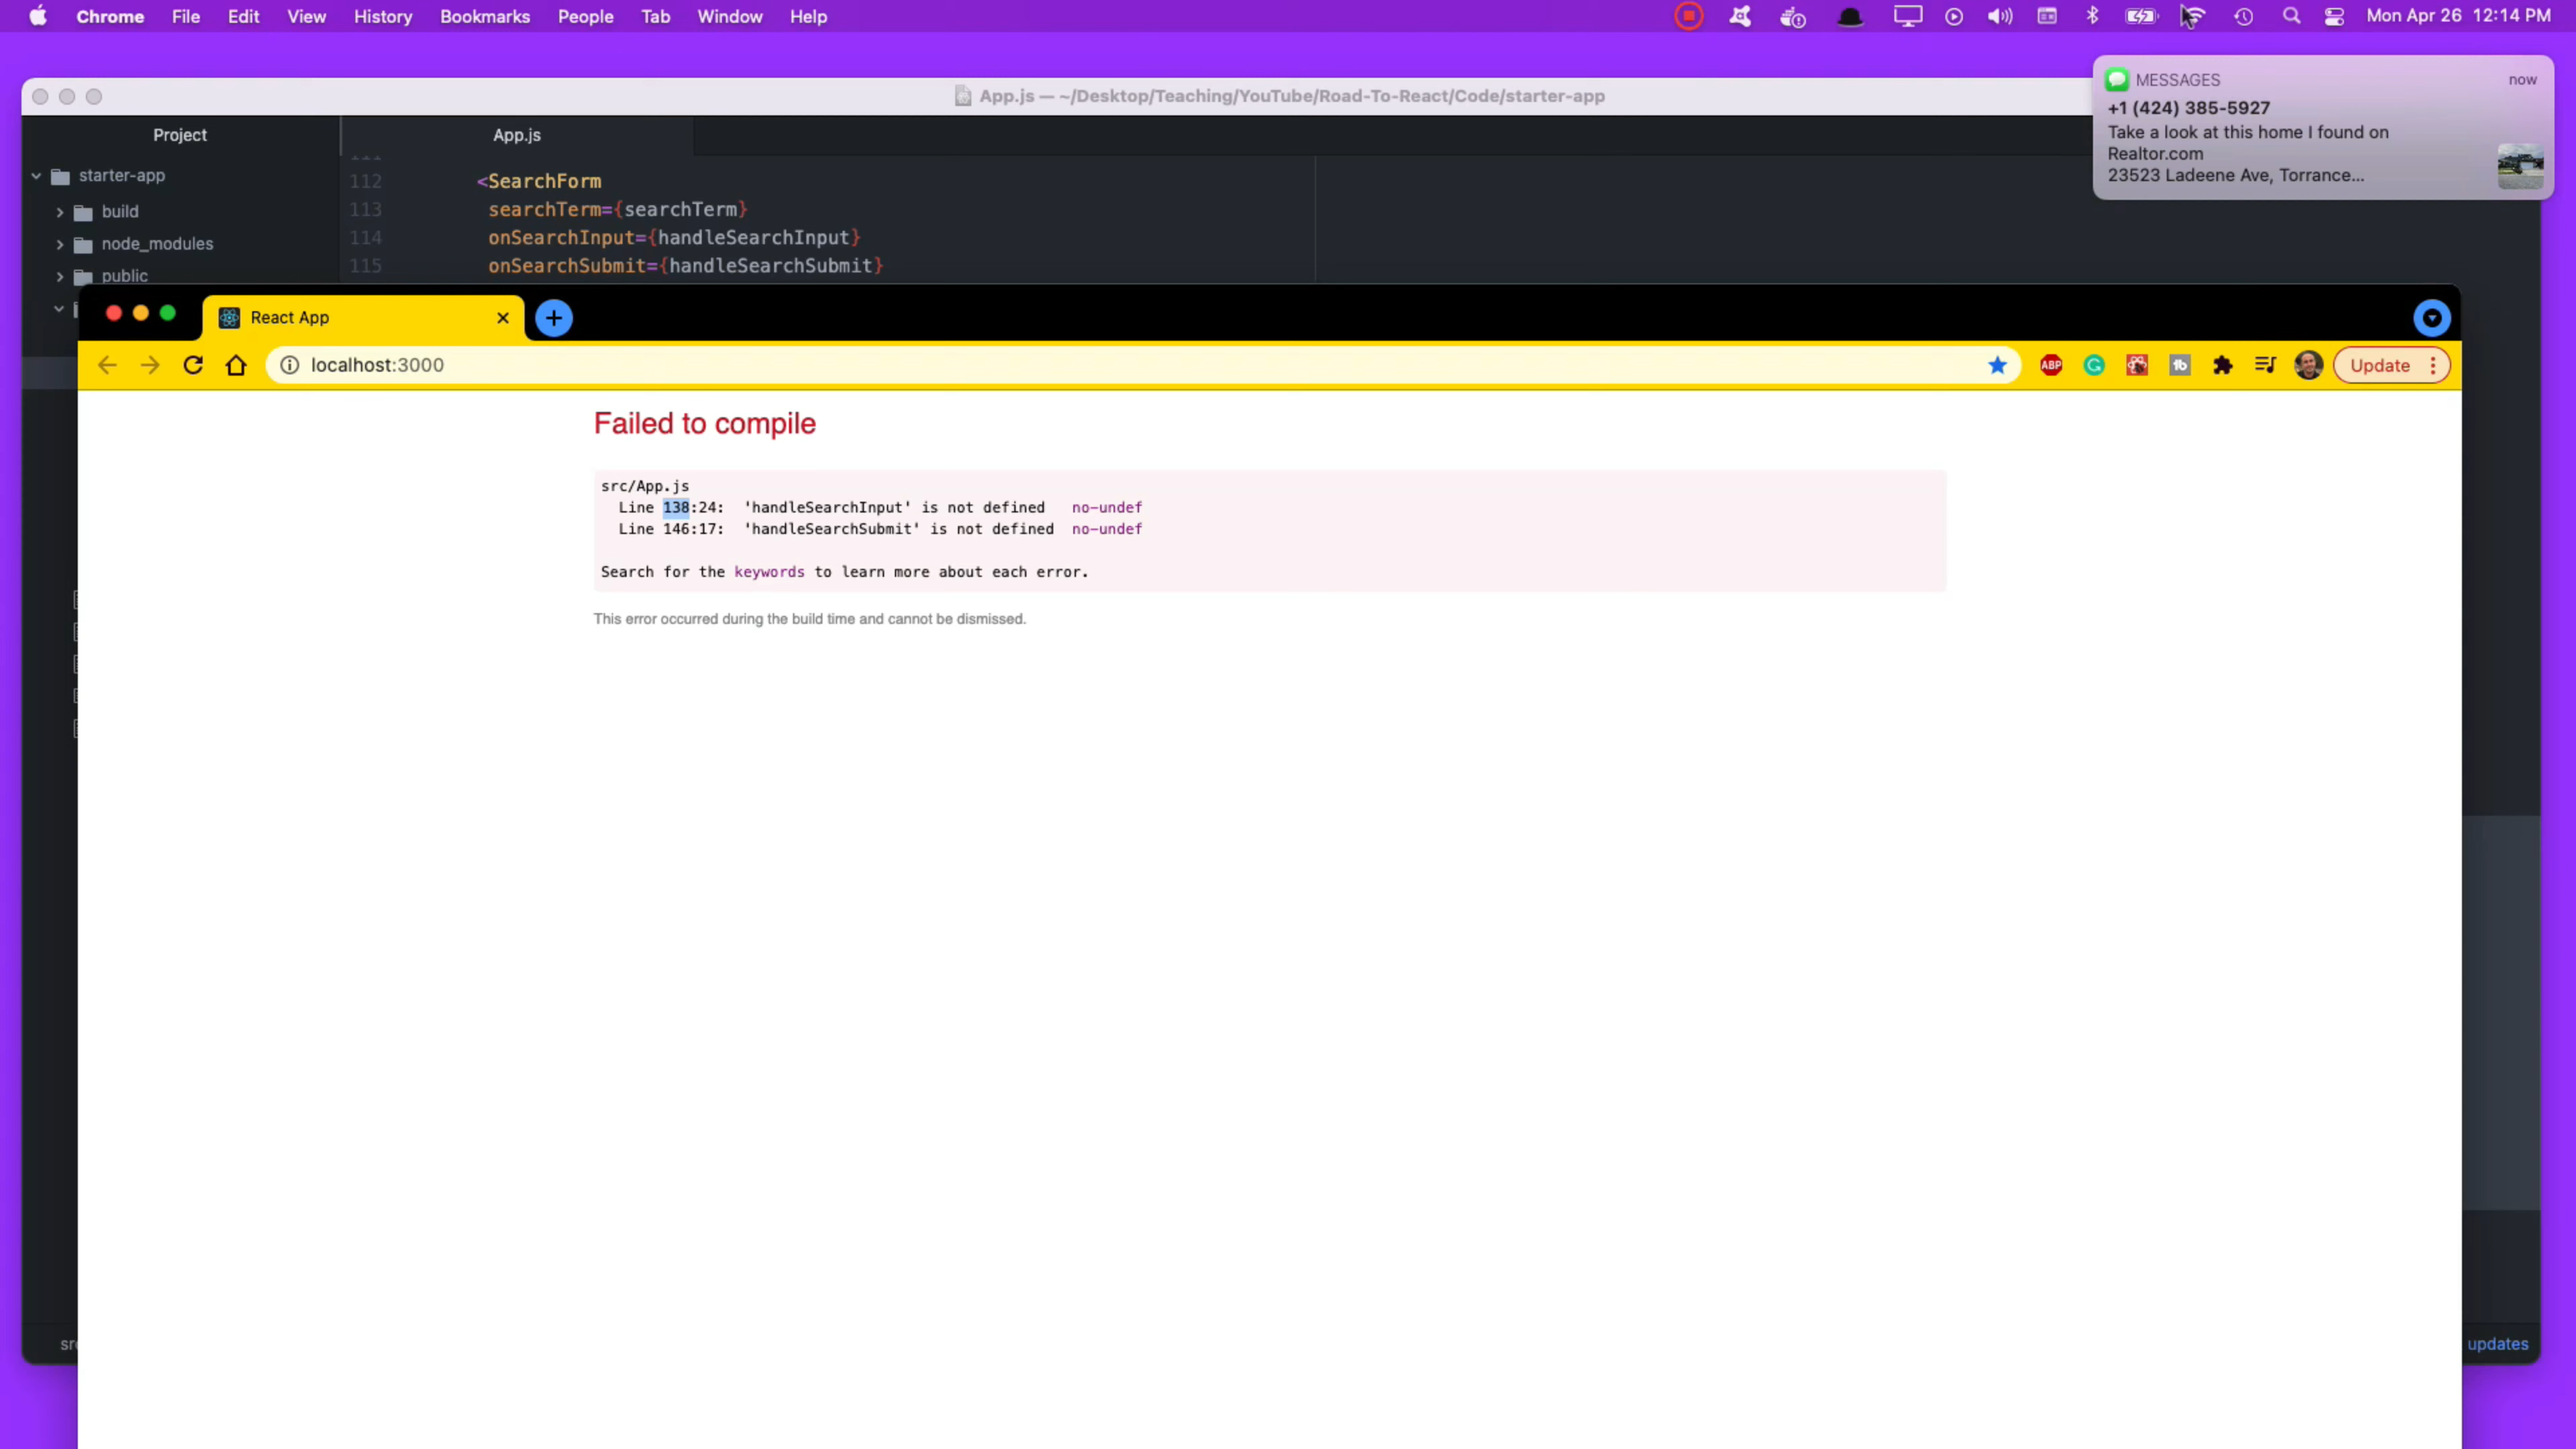 Chrome File Edit View History Bookmarks People Tab Window Help
Mon Apr 26 12:14 PM
MESSAGES now
+1 (424) 385-5927
Take a look at this home I found on
Realtor.com
23523 Ladeene Ave, Torrance...
App.js — ~/Desktop/Teaching/YouTube/Road-To-React/Code/starter-app
Project
App.js
starter-app
build
node_modules
public
112 <SearchForm
113 searchTerm={searchTerm}
114 onSearchInput={handleSearchInput}
115 onSearchSubmit={handleSearchSubmit}
React App
localhost:3000
ABP
Update
Failed to compile
src/App.js
Line 138:24: 'handleSearchInput' is not defined no-undef
Line 146:17: 'handleSearchSubmit' is not defined no-undef
Search for the keywords to learn more about each error.
This error occurred during the build time and cannot be dismissed.
updates